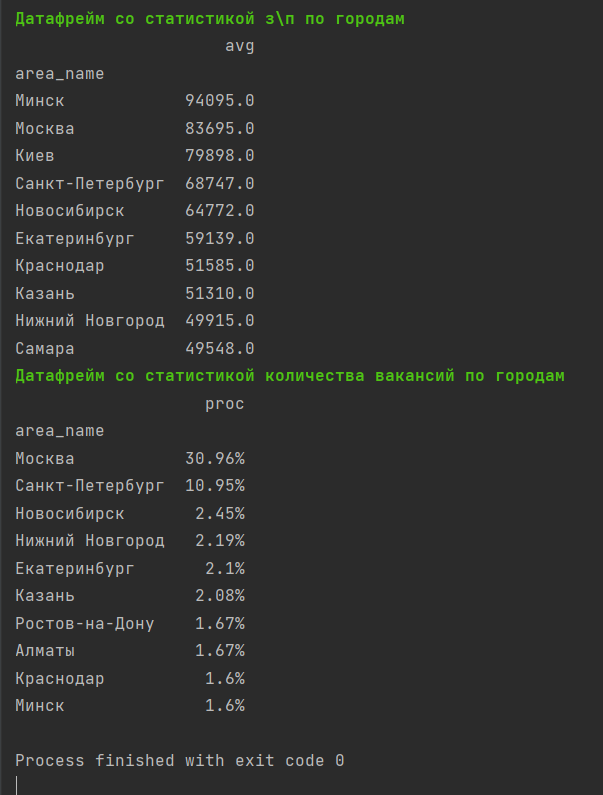 Датафрейм со статистикой з\п по городам
avg
area_name
Минск 94095.0
Москва 83695.0
Киев 79898.0
Санкт-Петербург 68747.0
Новосибирск 64772.0
Екатеринбург 59139.0
Краснодар 51585.0
Казань 51310.0
Нижний Новгород 49915.0
Самара 49548.0
Датафрейм со статистикой количества вакансий по городам
proc
area_name
Москва 30.96%
Санкт-Петербург 10.95%
Новосибирск 2.45%
Нижний Новгород 2.19%
Екатеринбург 2.1%
Казань 2.08%
Ростов-на-Дону 1.67%
Алматы 1.67%
Краснодар 1.6%
Минск 1.6%
Process finished with exit code 0